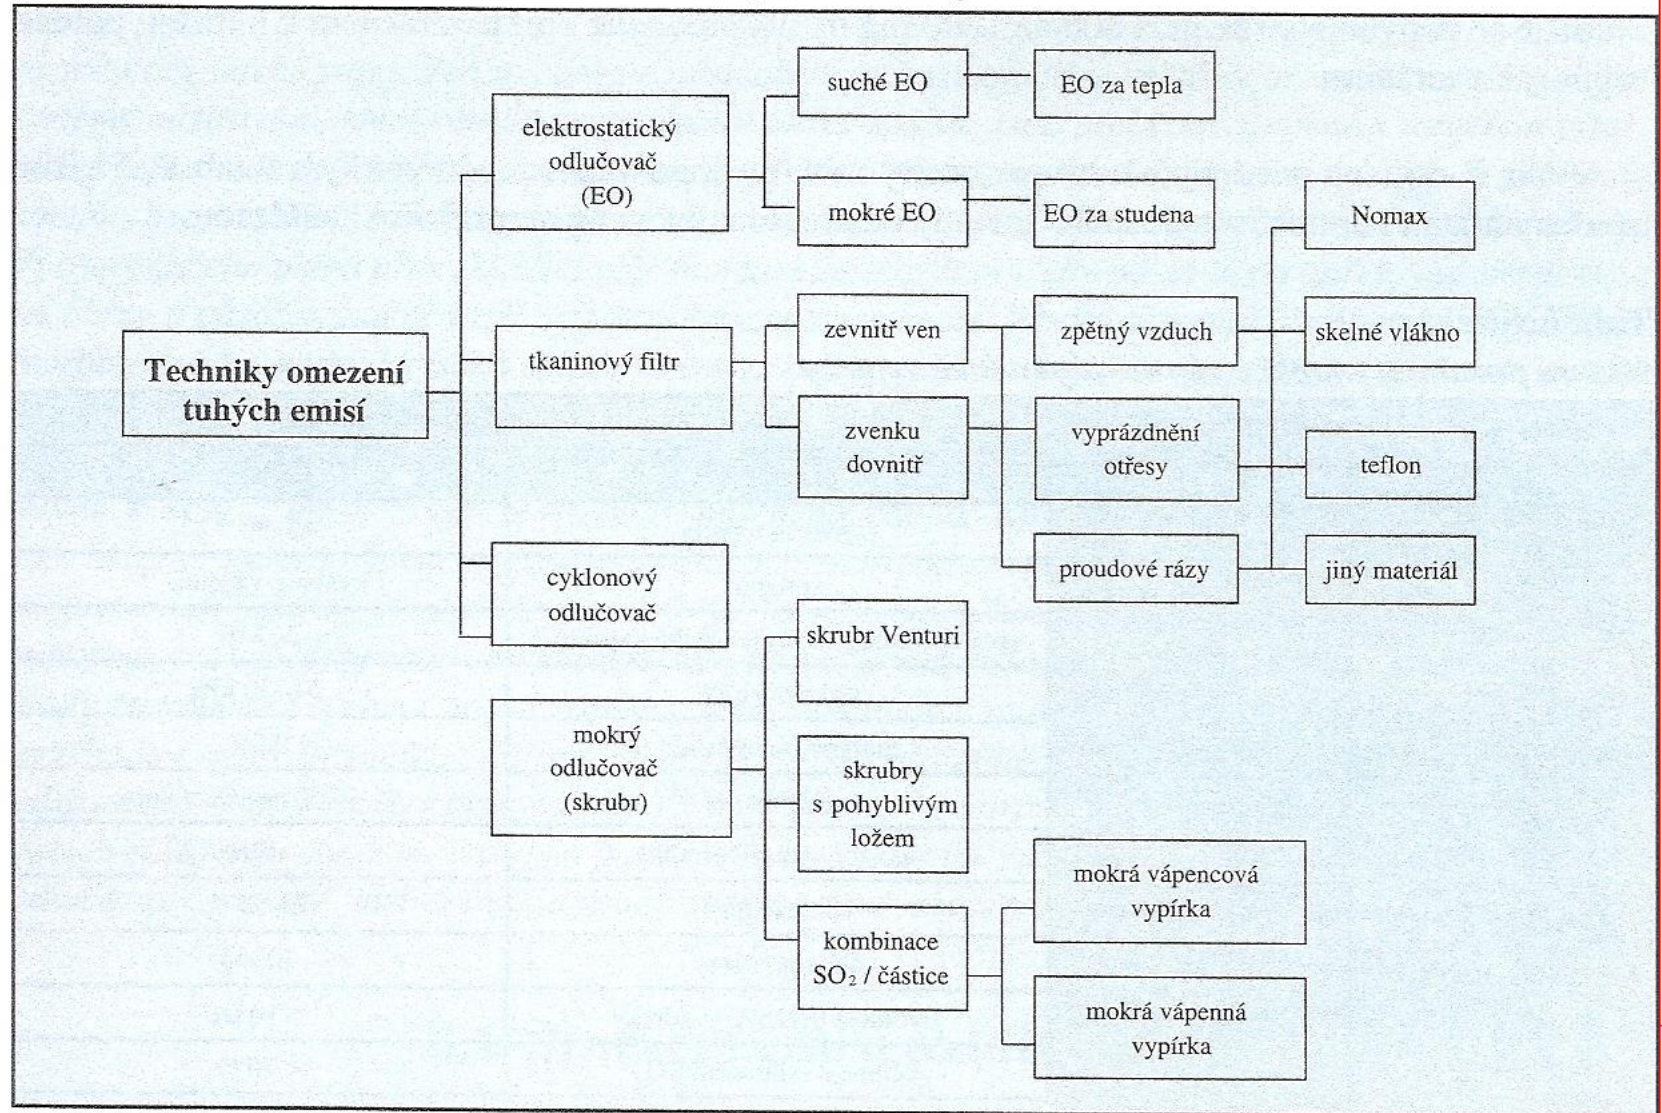 Techniky omezení
tuhých emisí
elektrostatický
odlučovač
(EO)
suché EO
EO za tepla
mokré EO
EO za studena
tkaninový filtr
zevnitř ven
zvenku
dovnitř
zpětný vzduch
vyprázdnění
otřesy
proudové rázy
Nomax
skelné vlákno
teflon
jiný materiál
cyklonový
odlučovač
mokrý
odlučovač
(skrubr)
skrubr Venturi
skrubry
s pohyblivým
ložem
kombinace
SO₂ / částice
mokrá vápencová
vypírka
mokrá vápenná
vypírka